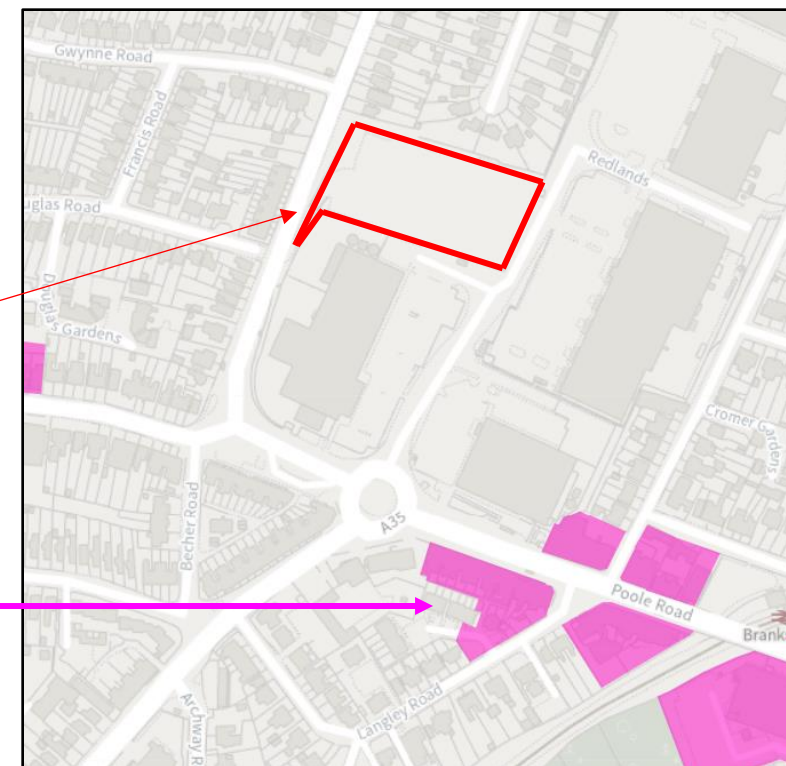 Gwynne Road
Francis Road
uglas Road
Redlands
Douglas Gardens
Cromer Gardens
Becher Road
A35
Poole Road
Brank
Langley Road
Archway R